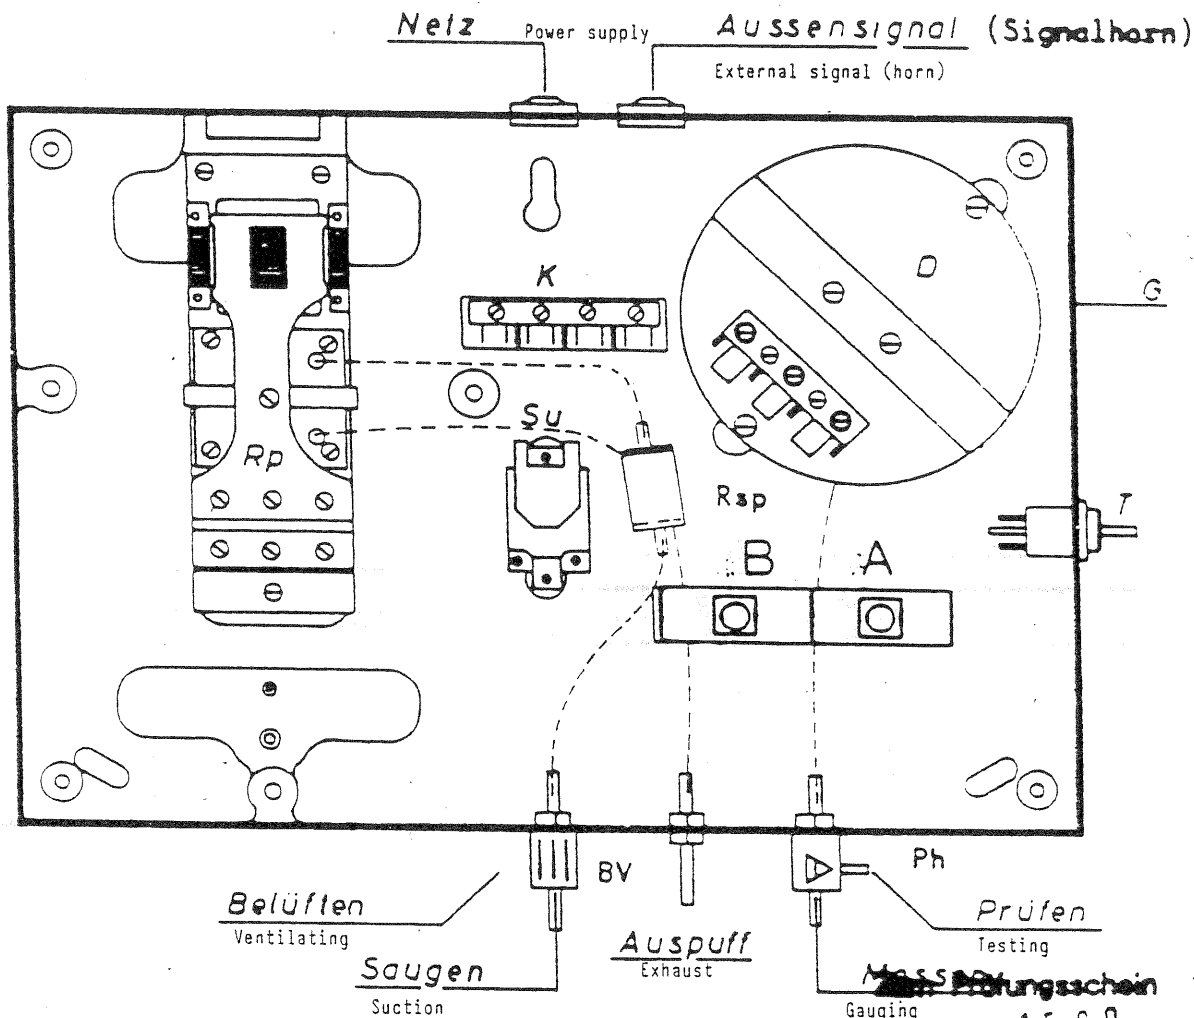 Netz Power supply Aussensignal (Signalhorn)
External signal (horn)
D
K
G
Su
Rp
Rsp
T
B A
BV
Ph
Belüften
Ventilating
Prüfen
Testing
Auspuff
Exhaust
Saugen
Suction
Gauging